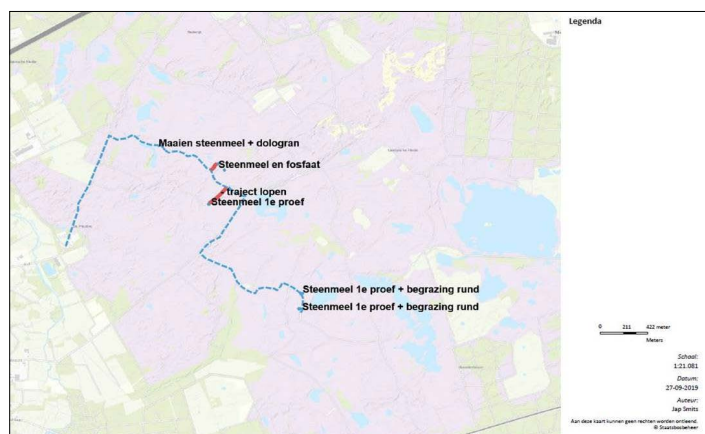 Legenda
Maaien steenmeel + dologran
Steenmeel en fosfaat
traject lopen
Steenmeel 1e proef
Steenmeel 1e proef + begrazing rund
Steenmeel 1e proef + begrazing rund
0 211 422 meter
Meters
Schaal:
1:21.081
Datum:
27-09-2019
Auteur:
Jap Smits
Aan deze kaart kunnen geen rechten worden ontleend.
© Staatsbosbeheer